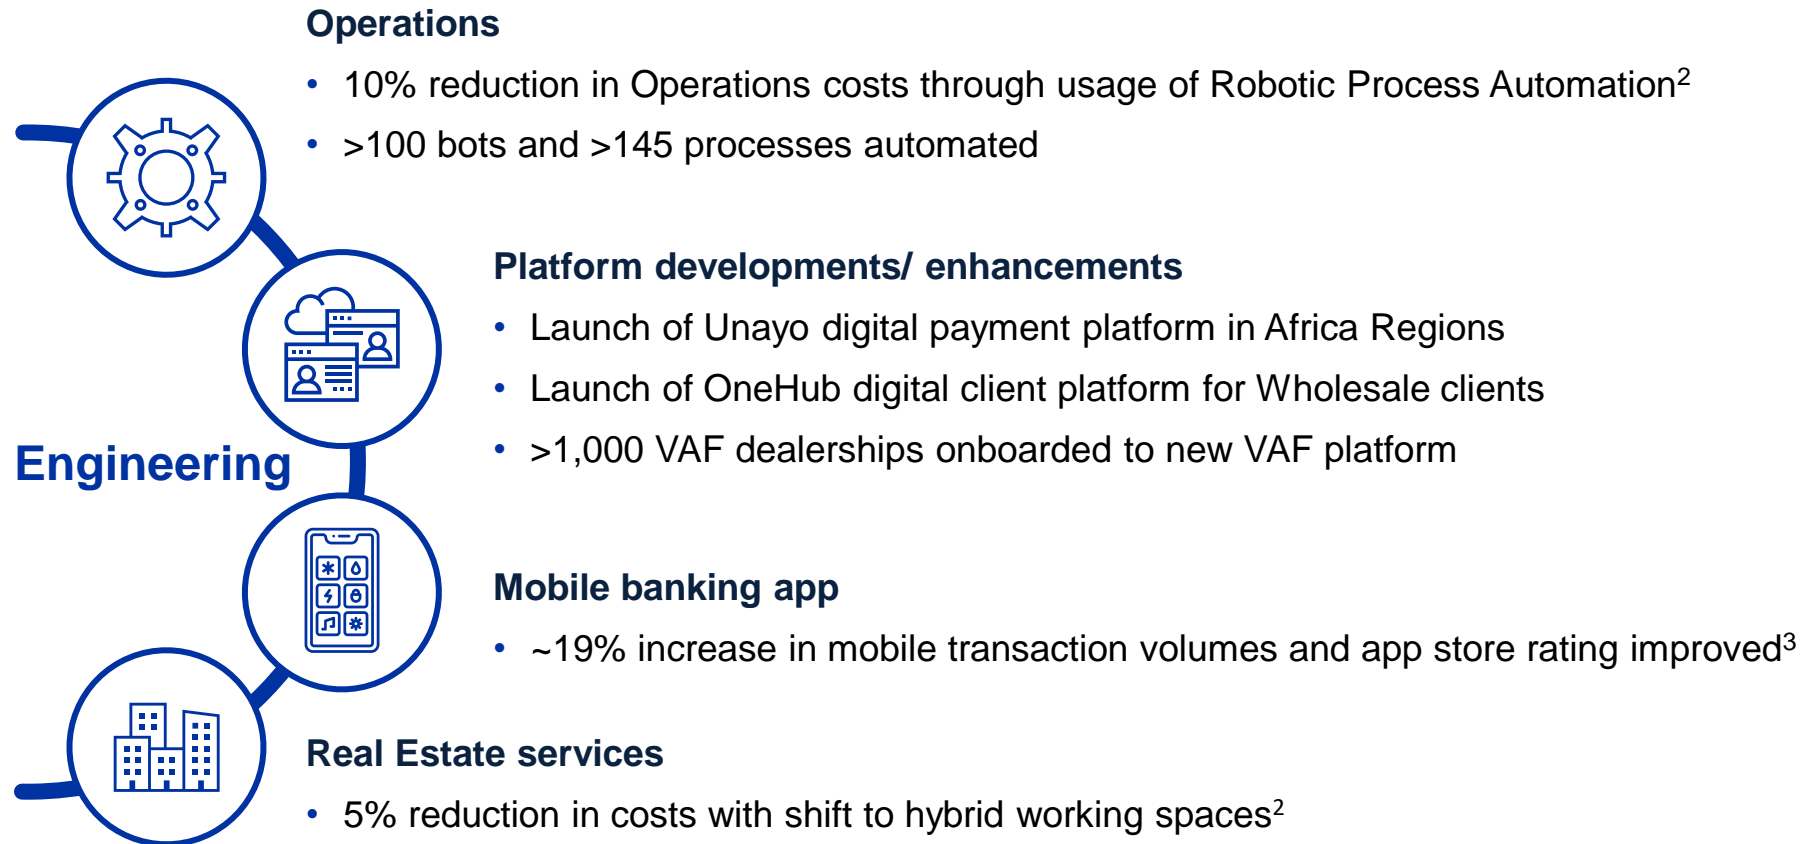 Operations
• 10% reduction in Operations costs through usage of Robotic Process Automation²
• >100 bots and >145 processes automated
Platform developments/ enhancements
• Launch of Unayo digital payment platform in Africa Regions
• Launch of OneHub digital client platform for Wholesale clients
• >1,000 VAF dealerships onboarded to new VAF platform
Engineering
Mobile banking app
• ~19% increase in mobile transaction volumes and app store rating improved³
Real Estate services
• 5% reduction in costs with shift to hybrid working spaces²